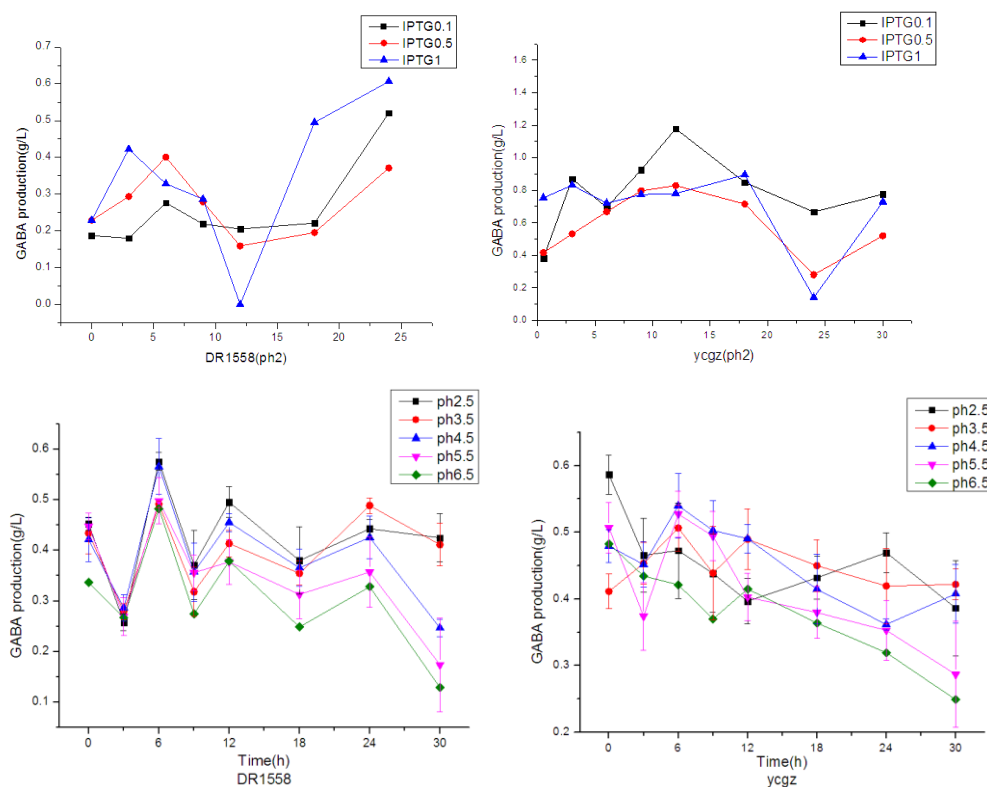 IPTG0.1
IPTG0.5
IPTG1
0.7
0.6
0.5
0.4
0.3
0.2
0.1
0.0
GABA production(g/L)
0 5 10 15 20 25
DR1558(ph2)
IPTG0.1
IPTG0.5
IPTG1
1.6
1.4
1.2
1.0
0.8
0.6
0.4
0.2
0.0
GABA production(g/L)
0 5 10 15 20 25 30
ycgz(ph2)
ph2.5
ph3.5
ph4.5
ph5.5
ph6.5
0.6
0.5
0.4
0.3
0.2
0.1
GABA production(g/L)
0 6 12 18 24 30
Time(h)
DR1558
ph2.5
ph3.5
ph4.5
ph5.5
ph6.5
0.6
0.5
0.4
0.3
0.2
GABA production(g/L)
0 6 12 18 24 30
Time(h)
ycgz